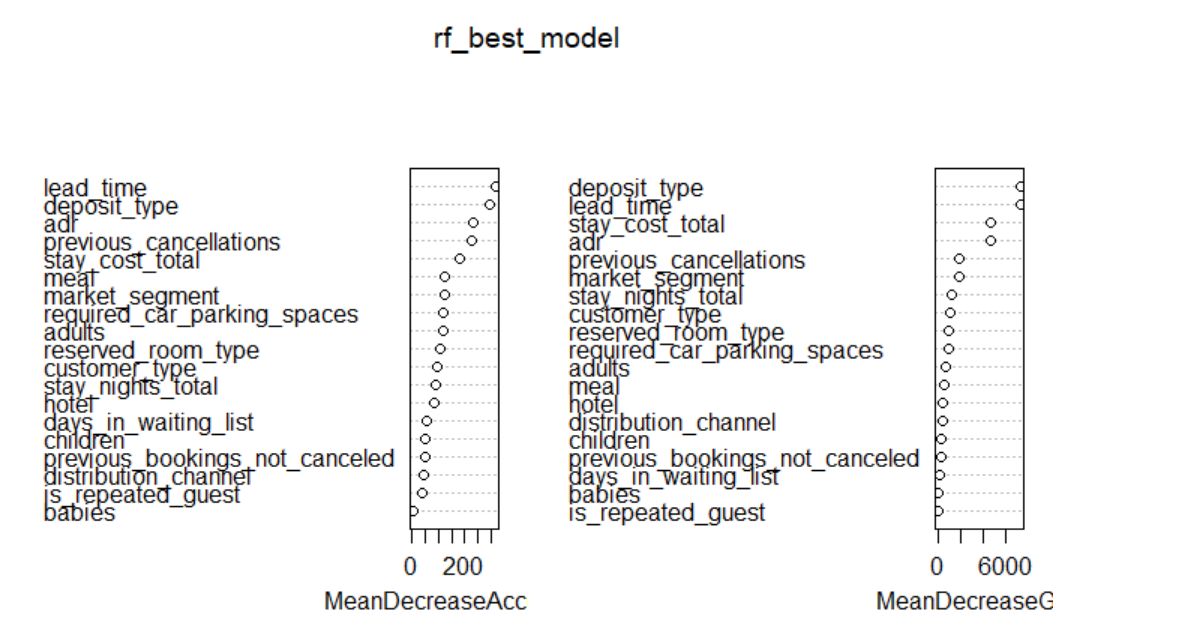 rf_best_model
lead_time
deposit_type
adr
previous_cancellations
stay_cost_total
meal
market_segment
required_car_parking_spaces
adults
reserved_room_type
customer_type
stay_nights_total
hotel
days_in_waiting_list
children
previous_bookings_not_canceled
distribution_channel
is_repeated_guest
babies
0 200
MeanDecreaseAcc
deposit_type
lead_time
stay_cost_total
adr
previous_cancellations
market_segment
stay_nights_total
customer_type
reserved_room_type
required_car_parking_spaces
adults
meal
hotel
distribution_channel
children
previous_bookings_not_canceled
days_in_waiting_list
babies
is_repeated_guest
0 6000
MeanDecreaseG